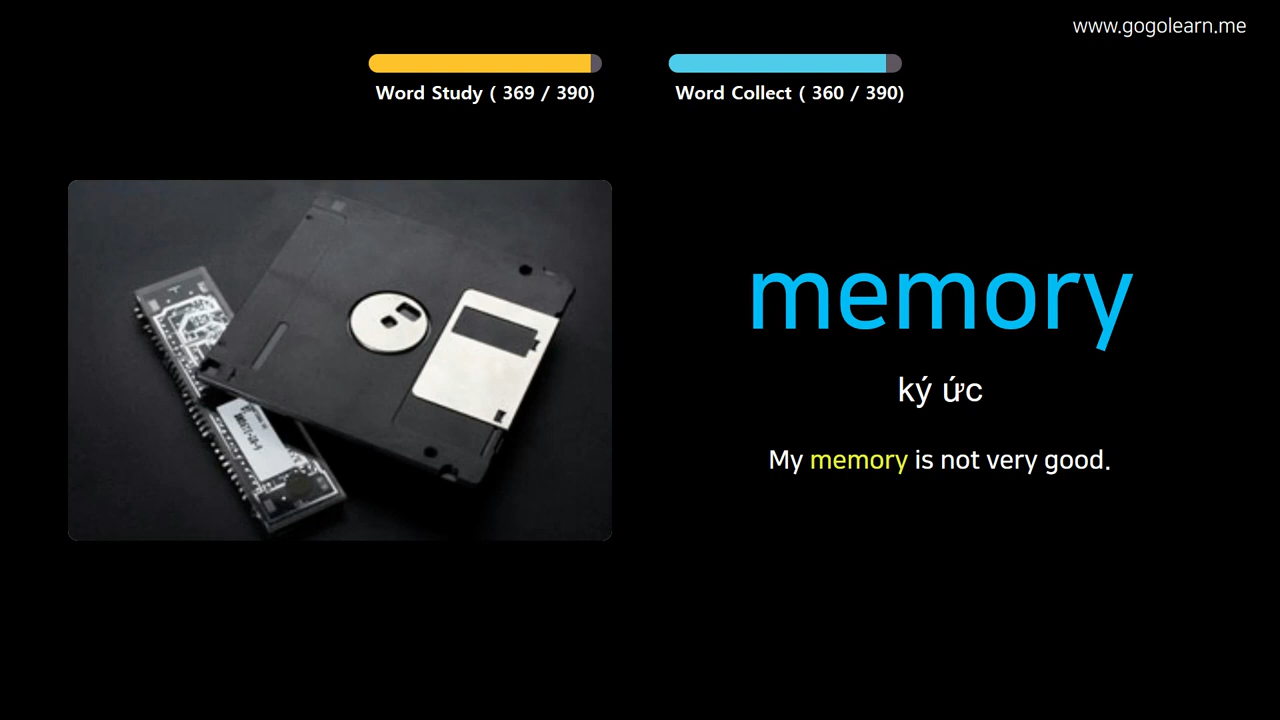 www.gogolearn.me
Word Study ( 369 / 390)
Word Collect ( 360 / 390)
memory
ký ức
My memory is not very good.